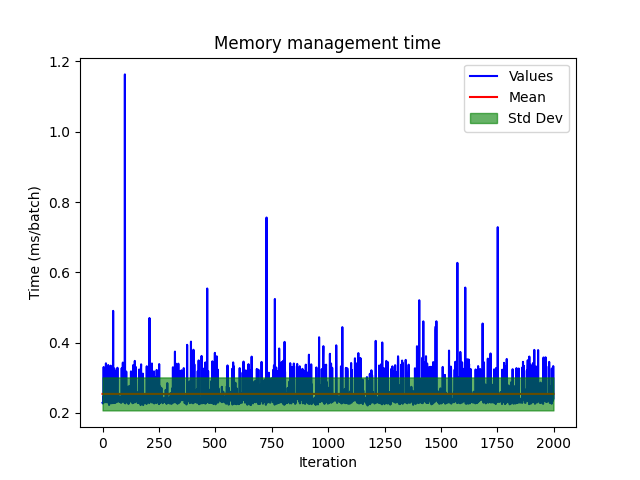 Memory management time
Time (ms/batch)
1.2
1.0
0.8
0.6
0.4
0.2
Values
Mean
Std Dev
0 250 500 750 1000 1250 1500 1750 2000
Iteration